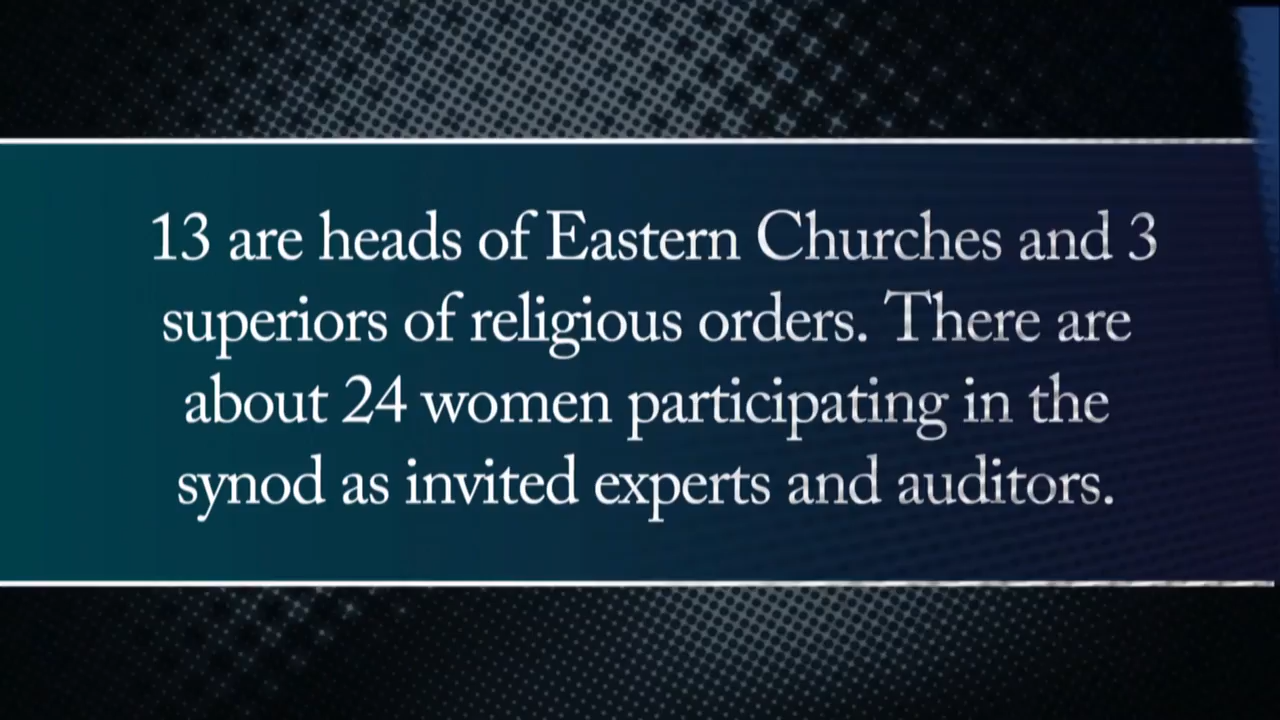 13 are heads of Eastern Churches and 3
superiors of religious orders. There are
about 24 women participating in the
synod as invited experts and auditors.